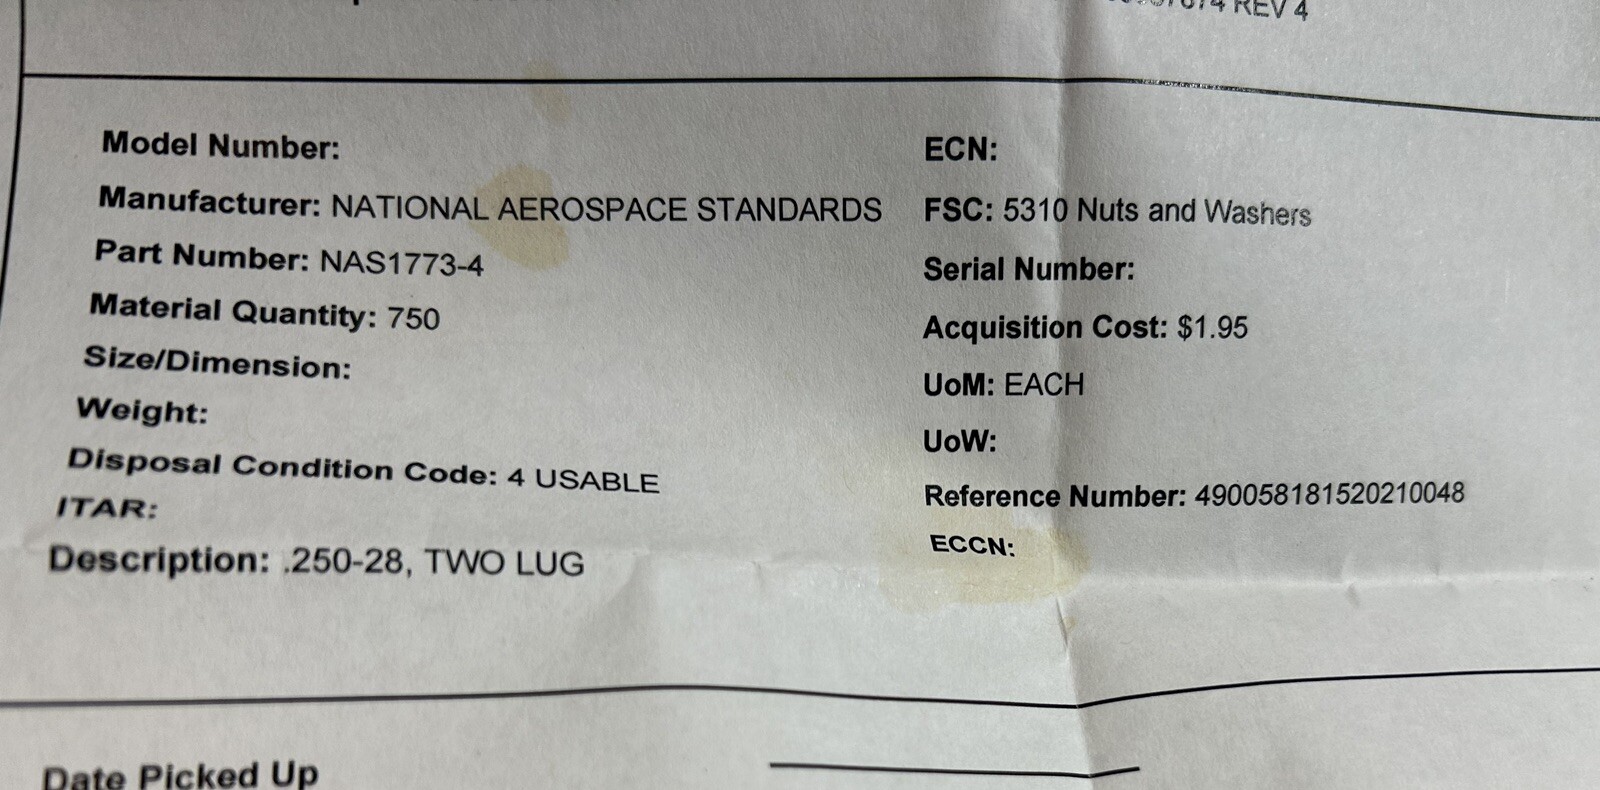 REV 4
Model Number:
Manufacturer: NATIONAL AEROSPACE STANDARDS
Part Number: NAS1773-4
Material Quantity: 750
Size/Dimension:
Weight:
Disposal Condition Code: 4 USABLE
ITAR:
Description: .250-28, TWO LUG
ECN:
FSC: 5310 Nuts and Washers
Serial Number:
Acquisition Cost: $1.95
UoM: EACH
UoW:
Reference Number: 490058181520210048
ECCN:
Date Picked Up